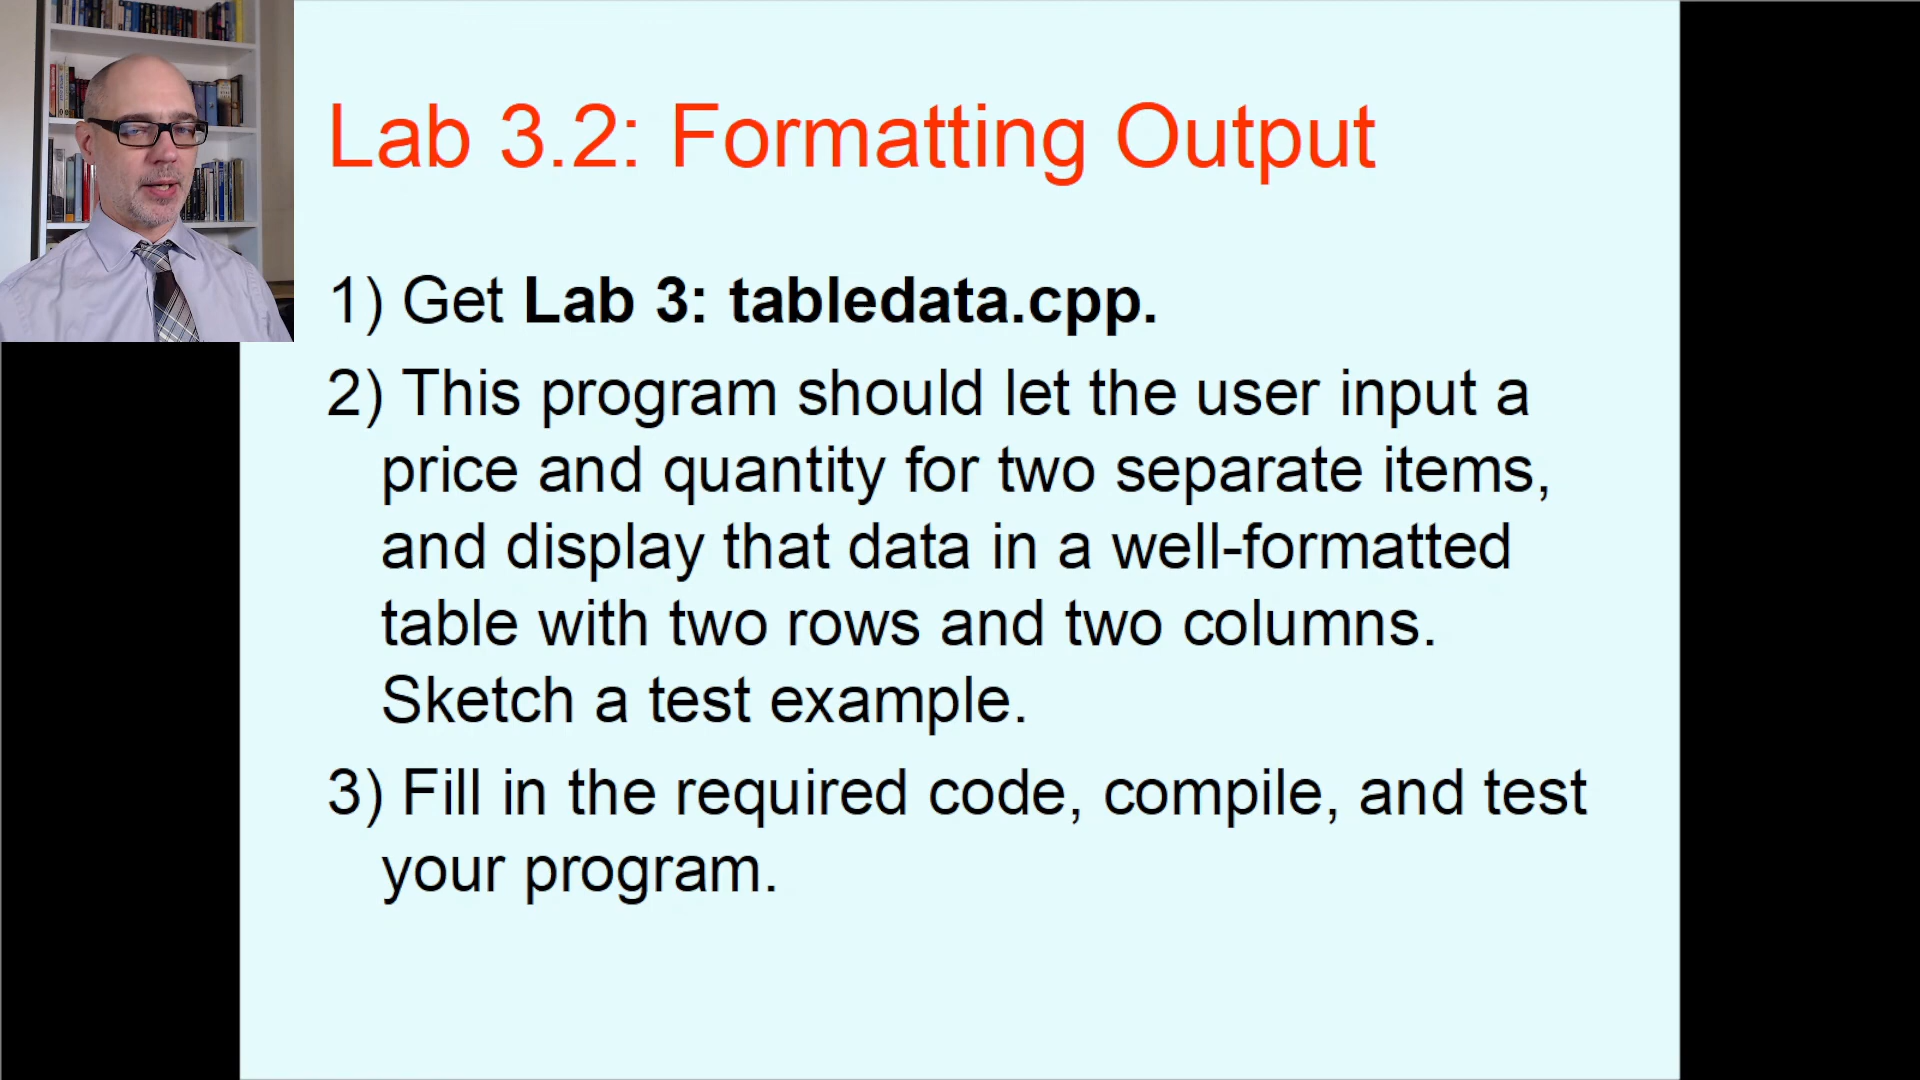 Lab 3.2: Formatting Output
1) Get Lab 3: tabledata.cpp.
2) This program should let the user input a
price and quantity for two separate items,
and display that data in a well-formatted
table with two rows and two columns.
Sketch a test example.
3) Fill in the required code, compile, and test
your program.